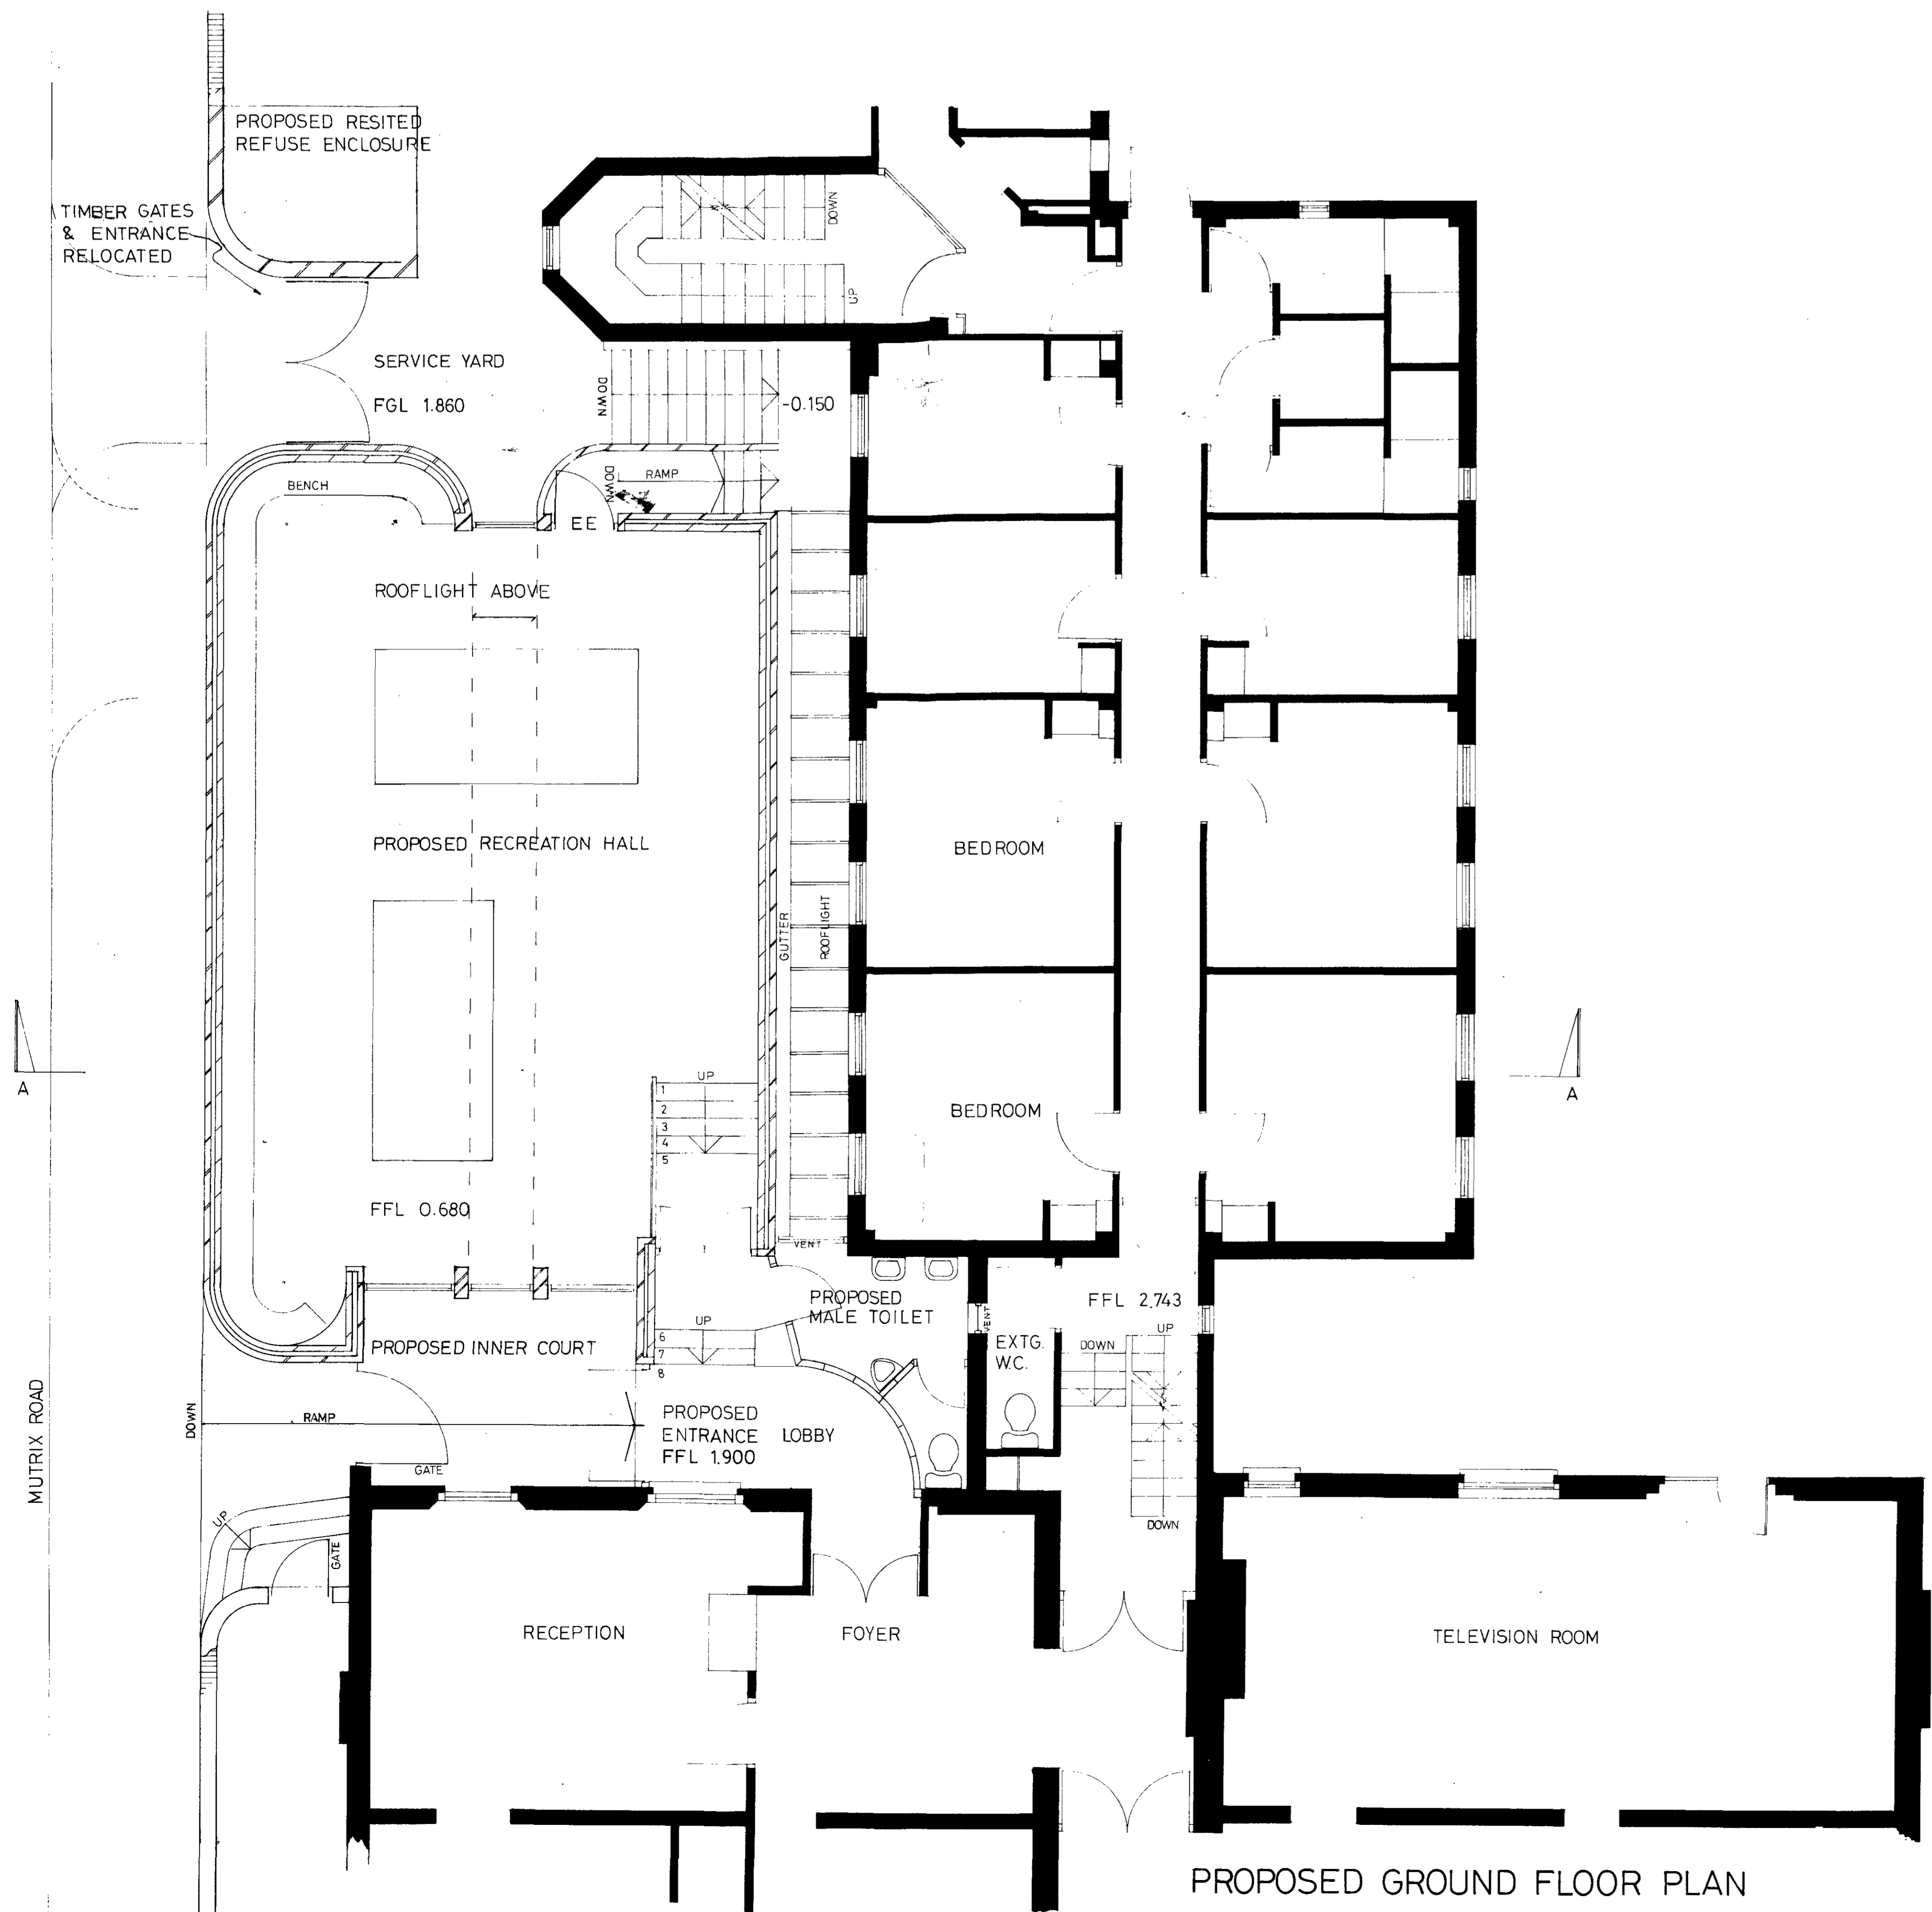 PROPOSED RESITED
REFUSE ENCLOSURE
TIMBER GATES
& ENTRANCE
RELOCATED
DOWN
UP
SERVICE YARD
FGL 1.860
DOWN
-0.150
BENCH
DOWN
RAMP
EE
ROOFLIGHT ABOVE
PROPOSED RECREATION HALL
BEDROOM
GUTTER
ROOFLIGHT
A
A
UP
1
2
3
4
5
BEDROOM
FFL 0.680
VENT
PROPOSED
MALE TOILET
VENT
FFL 2,743
UP
EXTG.
W.C.
DOWN
PROPOSED INNER COURT
UP
6
7
8
MUTRIX ROAD
DOWN
RAMP
PROPOSED
ENTRANCE LOBBY
FFL 1.900
GATE
UP
GATE
DOWN
RECEPTION
FOYER
TELEVISION ROOM
PROPOSED GROUND FLOOR PLAN